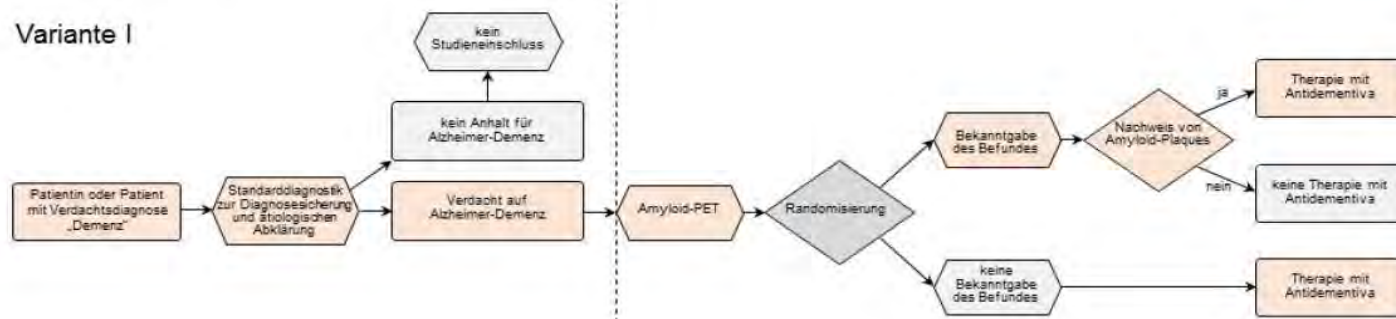 Variante I
kein
Studieneinschluss
kein Anhalt für
Alzheimer-Demenz
Patientin oder Patient
mit Verdachtsdiagnose
„Demenz“
Standarddiagnostik
zur Diagnosesicherung
und ätiologischen
Abklärung
Verdacht auf
Alzheimer-Demenz
Amyloid-PET
Randomisierung
Bekanntgabe
des Befundes
Nachweis von
Amyloid-Plaques
ja
Therapie mit
Antidementiva
nein
keine Therapie mit
Antidementiva
keine
Bekanntgabe
des Befundes
Therapie mit
Antidementiva